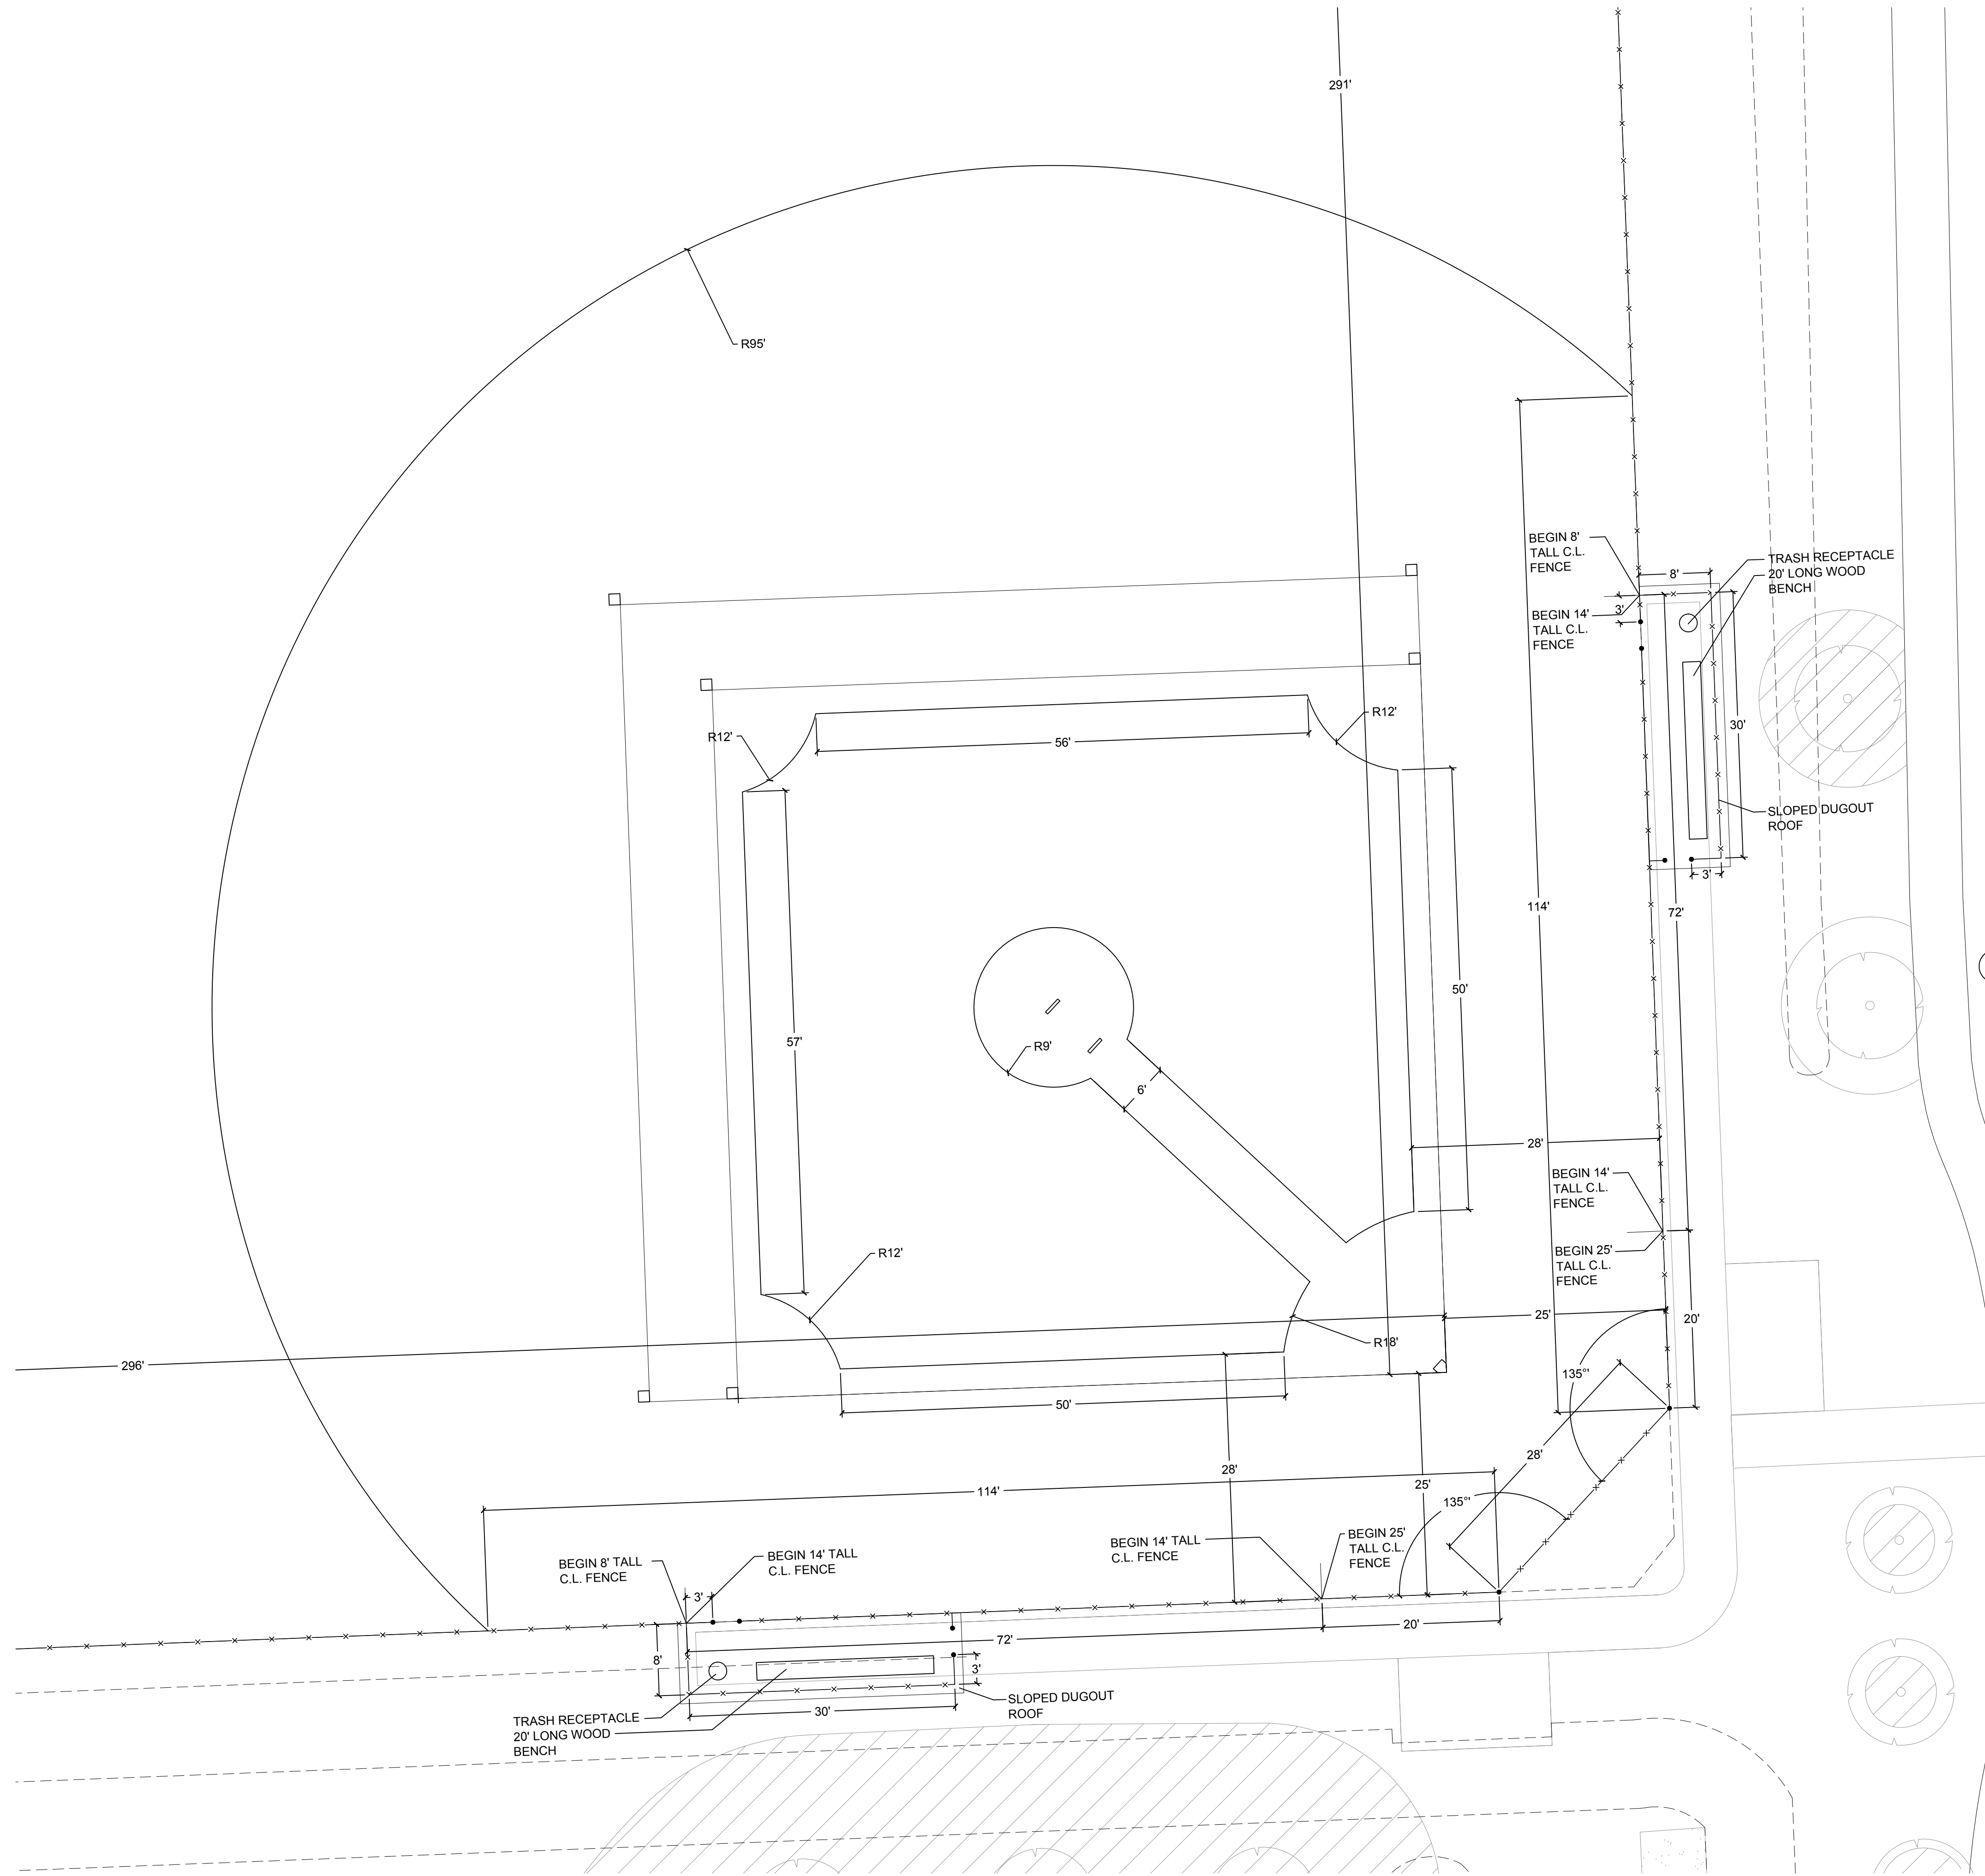 291'
R95'
BEGIN 8'
TALL C.L.
FENCE
TRASH RECEPTACLE
20' LONG WOOD
BENCH
8'
3'
BEGIN 14'
TALL C.L.
FENCE
R12'
R12'
56'
30'
SLOPED DUGOUT
ROOF
3'
114'
72'
50'
57'
R9'
6'
28'
BEGIN 14'
TALL C.L.
FENCE
R12'
BEGIN 25'
TALL C.L.
FENCE
25'
20'
R18'
296'
135°'
50'
28'
28'
25'
114'
135°'
BEGIN 8' TALL
C.L. FENCE
BEGIN 14' TALL
C.L. FENCE
BEGIN 14' TALL
C.L. FENCE
BEGIN 25'
TALL C.L.
FENCE
3'
20'
72'
8'
3'
SLOPED DUGOUT
ROOF
30'
TRASH RECEPTACLE
20' LONG WOOD
BENCH